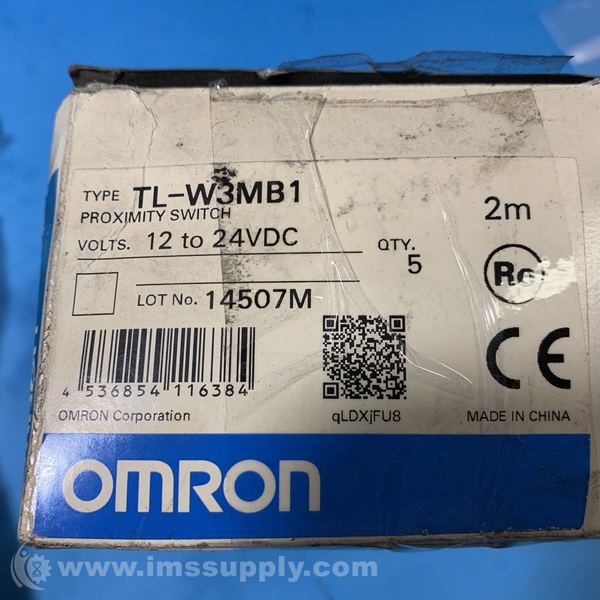 TYPE TL-W3MB1
PROXIMITY SWITCH
2m
VOLTS. 12 to 24VDC
QTY. 5
LOT No. 14507M
4 536854 116384
qLDXjFU8
CE
OMRON Corporation
MADE IN CHINA
OMRON
www.imssupply.com